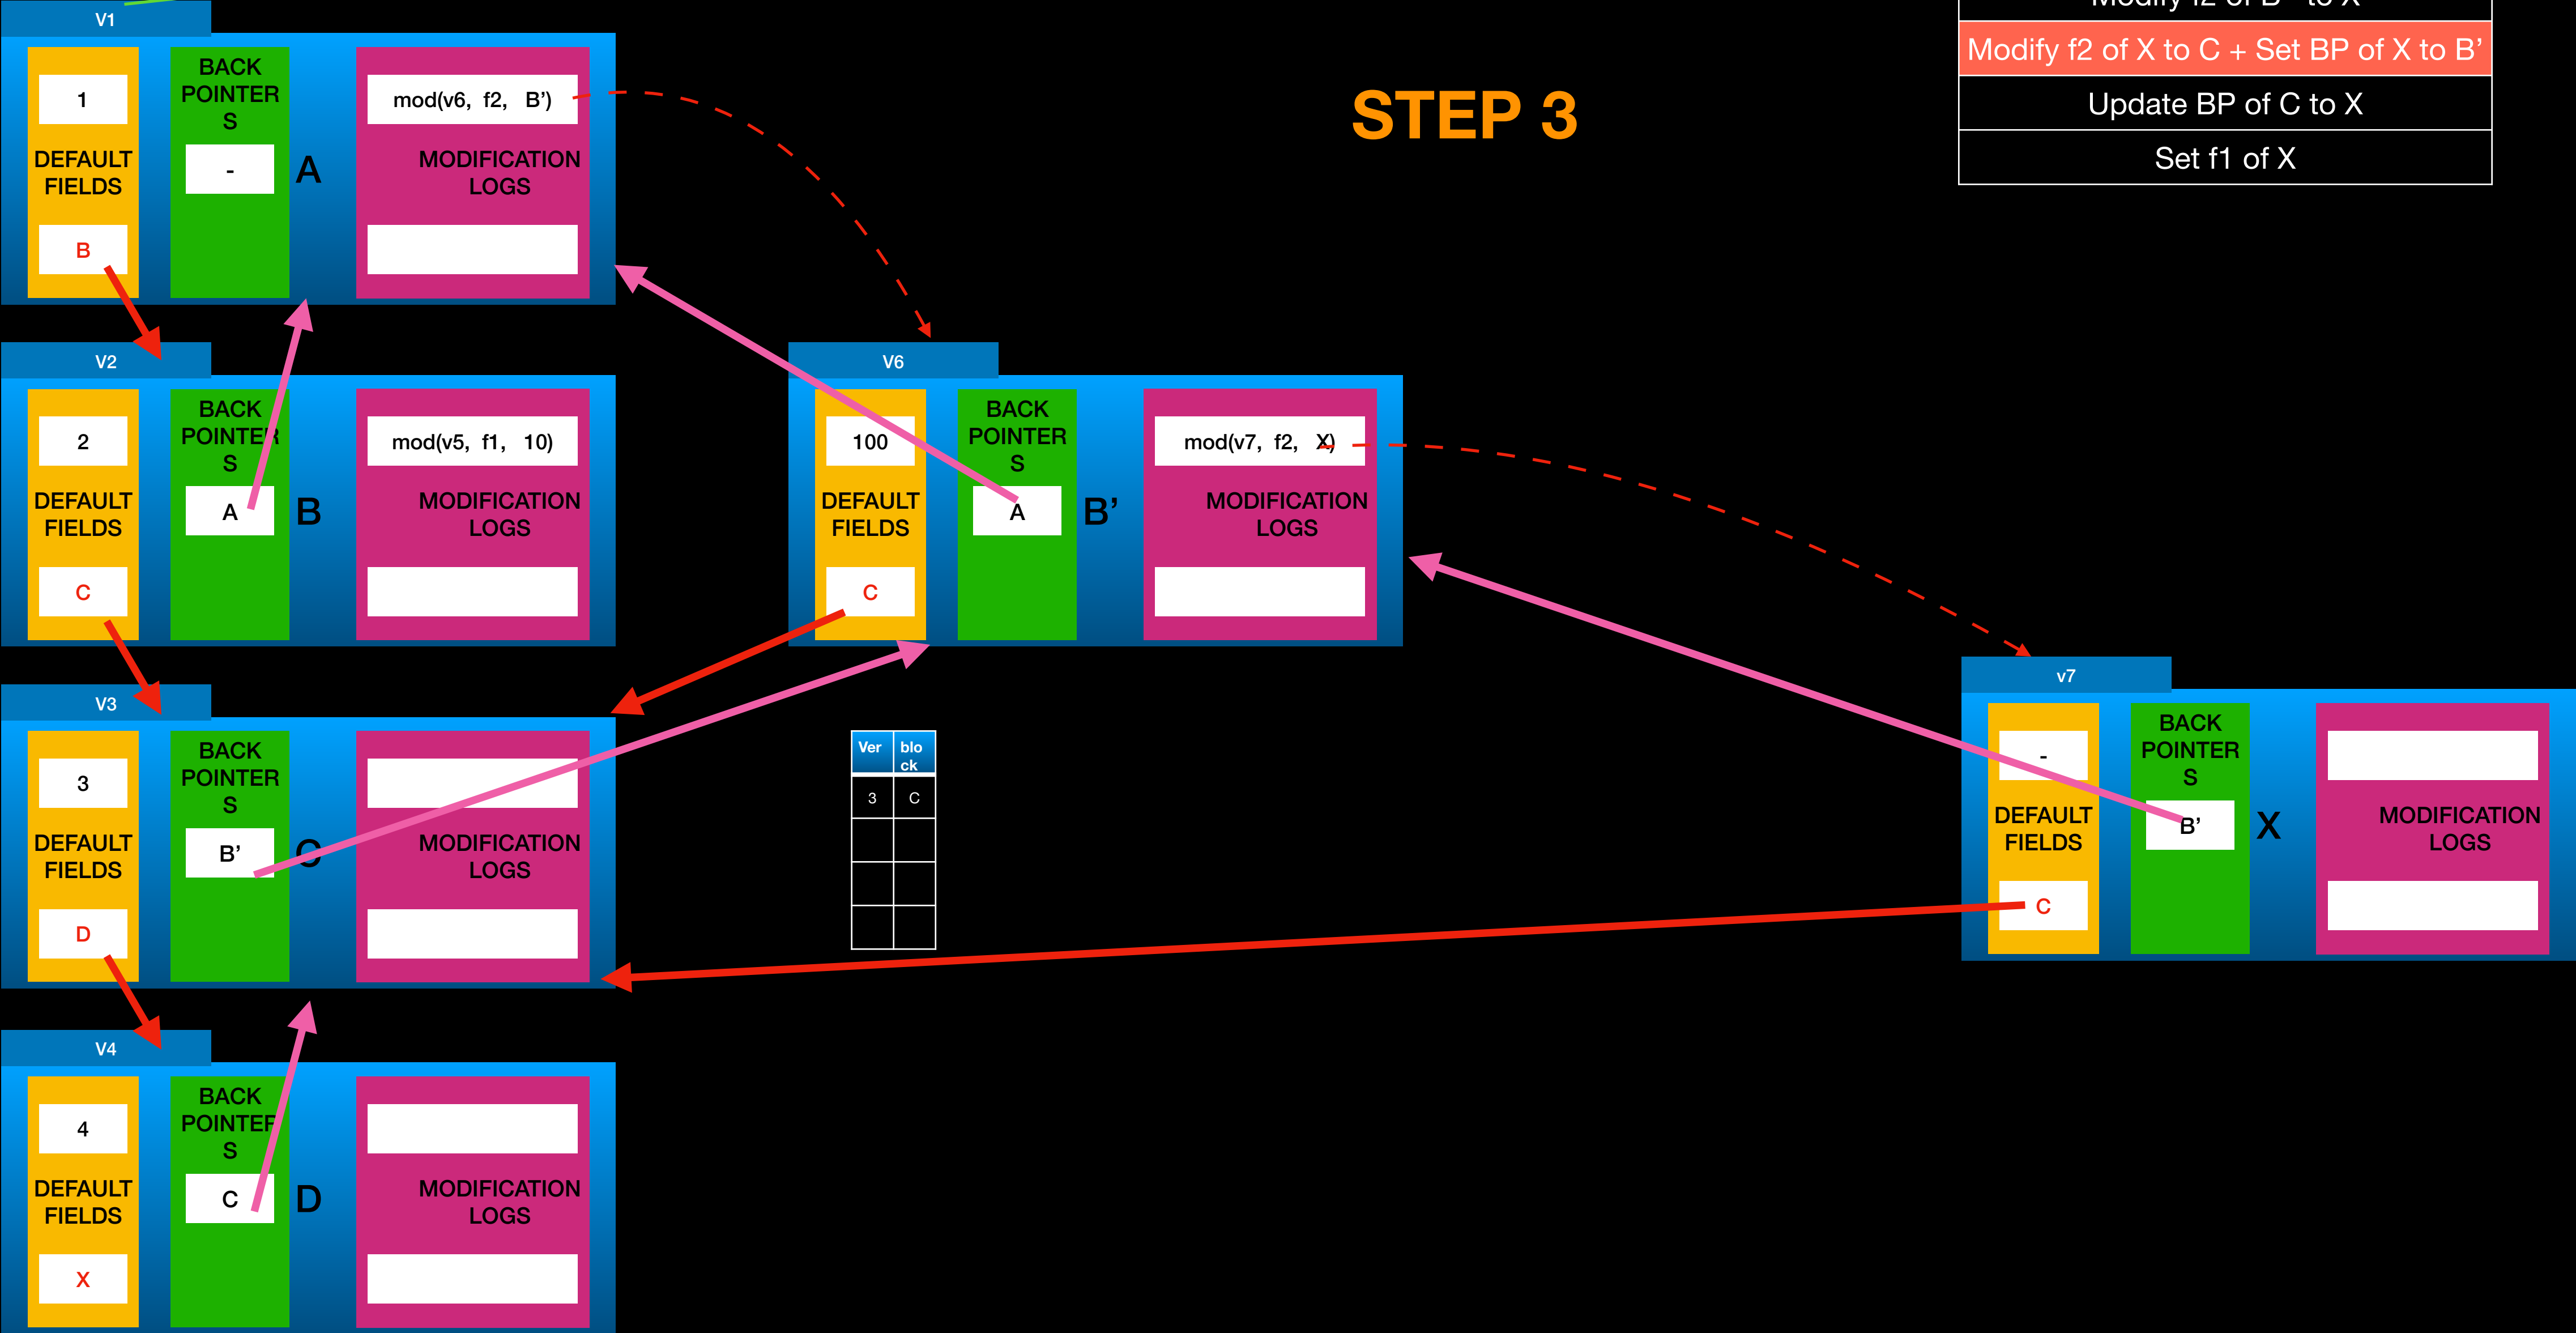 V1
1
DEFAULT
FIELDS
B
BACK
POINTER
S
-
A
mod(v6, f2, B’)
MODIFICATION
LOGS
STEP 3
Modify f2 of B’ to X
Modify f2 of X to C + Set BP of X to B’
Update BP of C to X
Set f1 of X
V2
2
DEFAULT
FIELDS
C
BACK
POINTER
S
A
B
mod(v5, f1, 10)
MODIFICATION
LOGS
V6
100
DEFAULT
FIELDS
C
BACK
POINTER
S
A
B’
mod(v7, f2, X)
MODIFICATION
LOGS
V3
3
DEFAULT
FIELDS
D
BACK
POINTER
S
B’
C
MODIFICATION
LOGS
Ver
blo
ck
3
C
v7
-
DEFAULT
FIELDS
C
BACK
POINTER
S
B’
X
MODIFICATION
LOGS
V4
4
DEFAULT
FIELDS
X
BACK
POINTER
S
C
D
MODIFICATION
LOGS